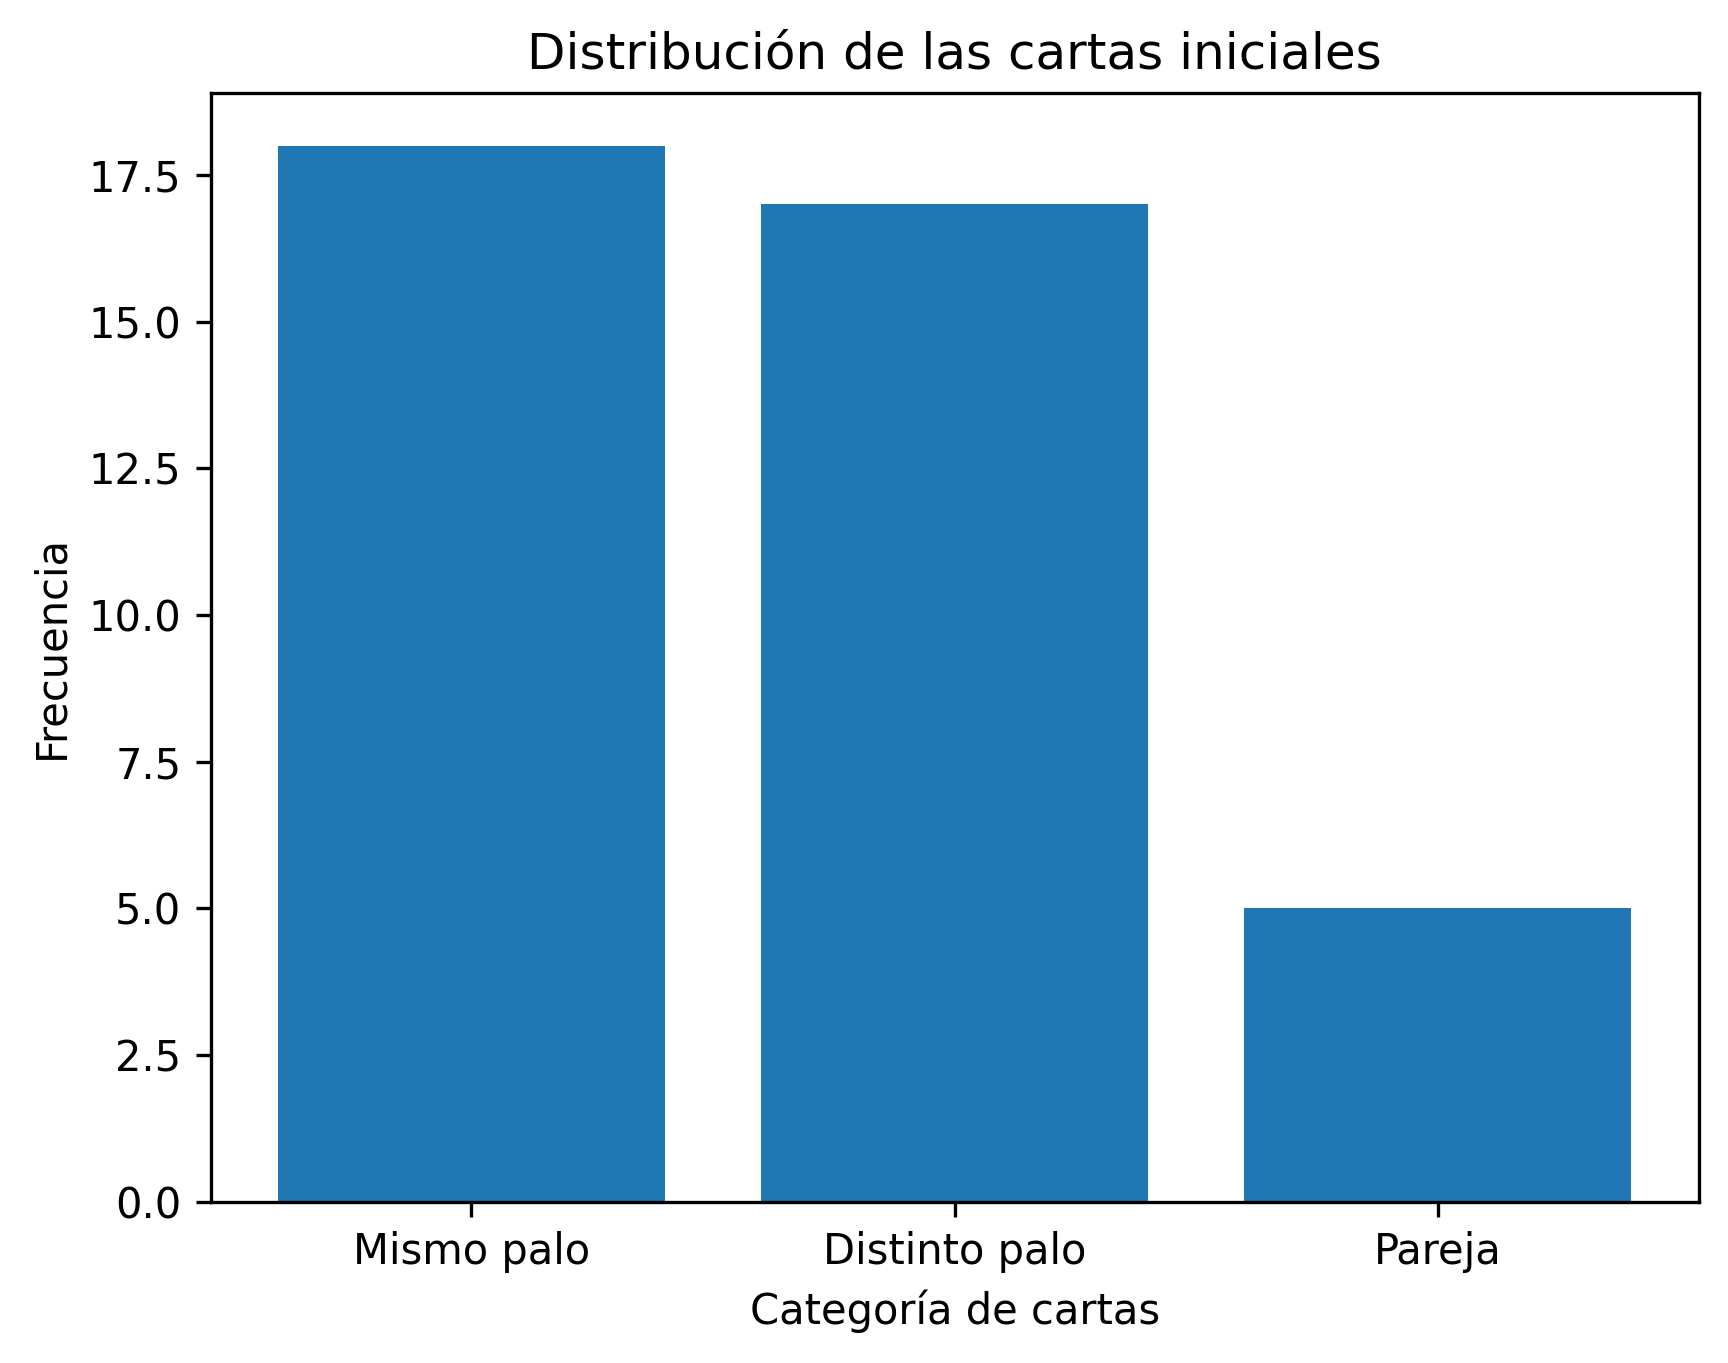 Distribución de las cartas iniciales
17.5
15.0
12.5
10.0
7.5
5.0
2.5
0.0
Frecuencia
Mismo palo
Distinto palo
Pareja
Categoría de cartas